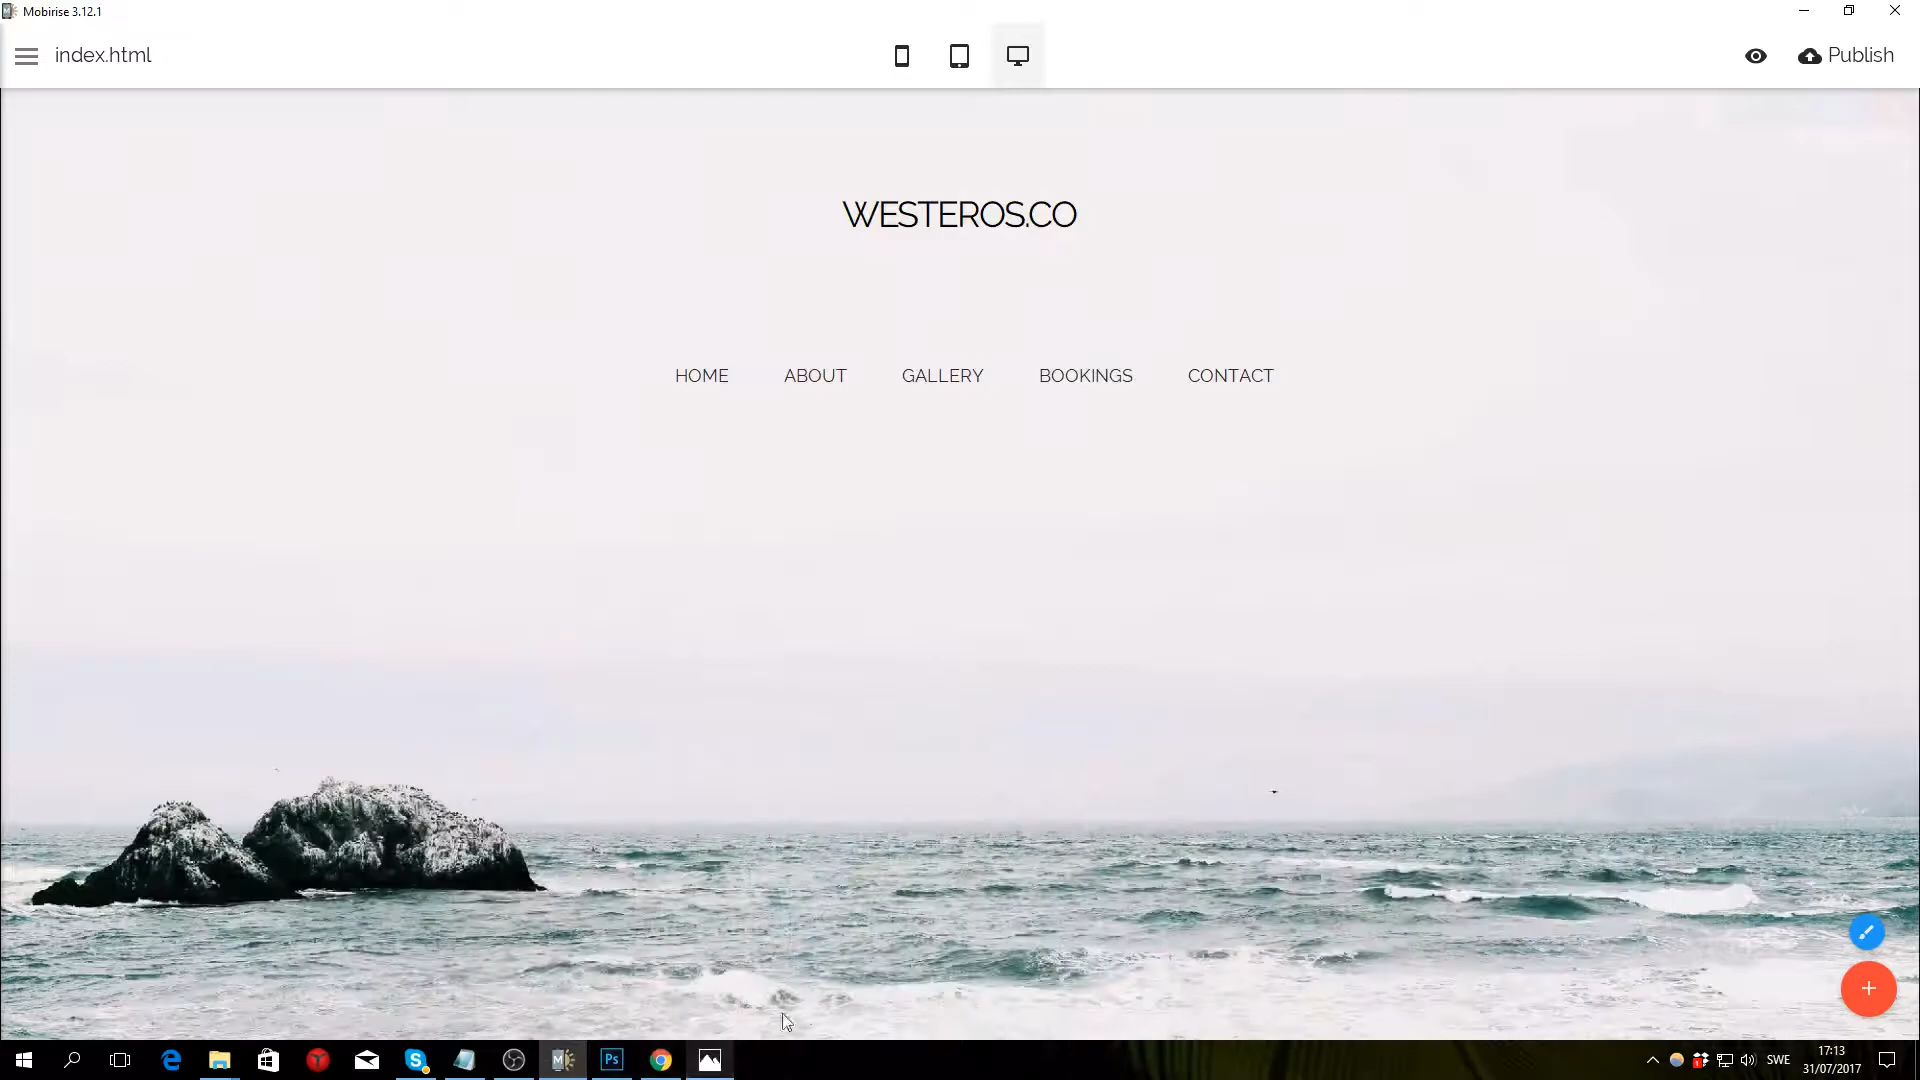 Mobirise 3.12.1
index.html
Publish
WESTEROS.CO
HOME ABOUT GALLERY BOOKINGS CONTACT
M
Ps
SWE
17:13
31/07/2017